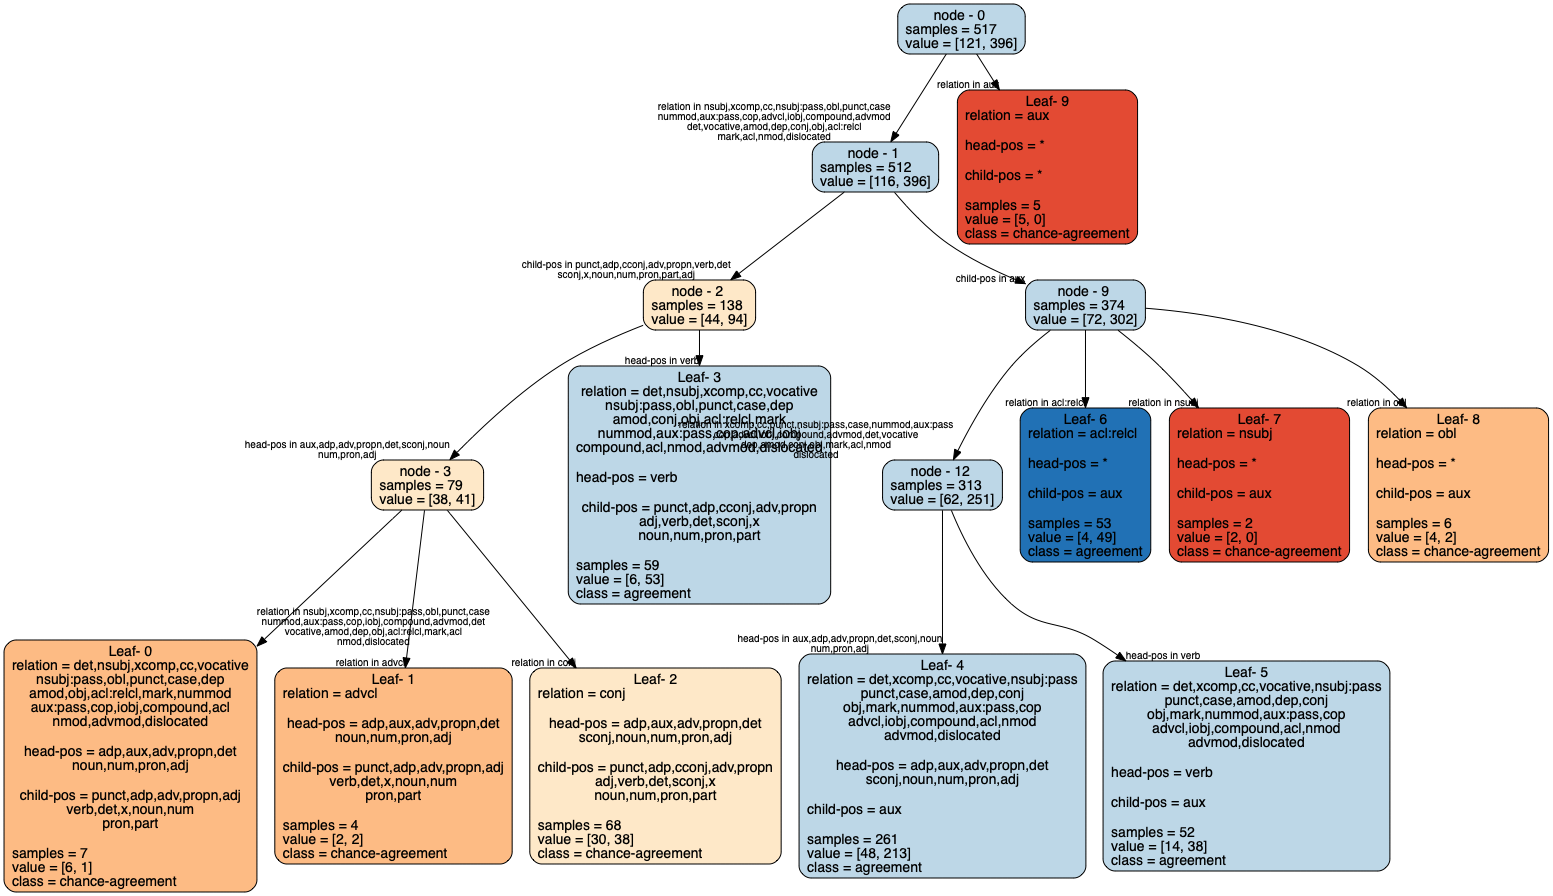 node - 0
samples = 517
value = [121, 396]
relation in aux
Leaf- 9
relation = aux
head-pos = *
child-pos = *
samples = 5
value = [5, 0]
class = chance-agreement
relation in nsubj,xcomp,cc,nsubj:pass,obl,punct,case
nummod,aux:pass,cop,advcl,iobj,compound,advmod
det,vocative,amod,dep,conj,obj,acl:relcl
mark,acl,nmod,dislocated
node - 1
samples = 512
value = [116, 396]
child-pos in punct,adp,cconj,adv,propn,verb,det
sconj,x,noun,num,pron,part,adj
node - 2
samples = 138
value = [44, 94]
child-pos in aux
node - 9
samples = 374
value = [72, 302]
head-pos in verb
Leaf- 3
relation = det,nsubj,xcomp,cc,vocative
nsubj:pass,obl,punct,case,dep
amod,conj,obj,acl:relcl,mark
nummod,aux:pass,cop,advcl,iobj
compound,acl,nmod,advmod,dislocated
head-pos = verb
child-pos = punct,adp,cconj,adv,propn
adj,verb,det,sconj,x
noun,num,pron,part
samples = 59
value = [6, 53]
class = agreement
relation in xcomp,cc,punct,nsubj:pass,case,nummod,aux:pass
compound,advmod,det,vocative
dep,amod,conj,obj,mark,acl,nmod
dislocated
relation in acl:relcl
Leaf- 6
relation = acl:relcl
head-pos = *
child-pos = aux
samples = 53
value = [4, 49]
class = agreement
relation in nsubj
Leaf- 7
relation = nsubj
head-pos = *
child-pos = aux
samples = 2
value = [2, 0]
class = chance-agreement
relation in obl
Leaf- 8
relation = obl
head-pos = *
child-pos = aux
samples = 6
value = [4, 2]
class = chance-agreement
head-pos in aux,adp,adv,propn,det,sconj,noun
num,pron,adj
node - 3
samples = 79
value = [38, 41]
node - 12
samples = 313
value = [62, 251]
relation in nsubj,xcomp,cc,nsubj:pass,obl,punct,case
nummod,aux:pass,cop,iobj,compound,advmod,det
vocative,amod,dep,obj,acl:relcl,mark,acl
nmod,dislocated
Leaf- 0
relation = det,nsubj,xcomp,cc,vocative
nsubj:pass,obl,punct,case,dep
amod,obj,acl:relcl,mark,nummod
aux:pass,cop,iobj,compound,acl
nmod,advmod,dislocated
head-pos = adp,aux,adv,propn,det
noun,num,pron,adj
child-pos = punct,adp,adv,propn,adj
verb,det,x,noun,num
pron,part
samples = 7
value = [6, 1]
class = chance-agreement
relation in advcl
Leaf- 1
relation = advcl
head-pos = adp,aux,adv,propn,det
noun,num,pron,adj
child-pos = punct,adp,adv,propn,adj
verb,det,x,noun,num
pron,part
samples = 4
value = [2, 2]
class = chance-agreement
relation in conj
Leaf- 2
relation = conj
head-pos = adp,aux,adv,propn,det
sconj,noun,num,pron,adj
child-pos = punct,adp,cconj,adv,propn
adj,verb,det,sconj,x
noun,num,pron,part
samples = 68
value = [30, 38]
class = chance-agreement
head-pos in aux,adp,adv,propn,det,sconj,noun
num,pron,adj
Leaf- 4
relation = det,xcomp,cc,vocative,nsubj:pass
punct,case,amod,dep,conj
obj,mark,nummod,aux:pass,cop
advcl,iobj,compound,acl,nmod
advmod,dislocated
head-pos = adp,aux,adv,propn,det
sconj,noun,num,pron,adj
child-pos = aux
samples = 261
value = [48, 213]
class = agreement
head-pos in verb
Leaf- 5
relation = det,xcomp,cc,vocative,nsubj:pass
punct,case,amod,dep,conj
obj,mark,nummod,aux:pass,cop
advcl,iobj,compound,acl,nmod
advmod,dislocated
head-pos = verb
child-pos = aux
samples = 52
value = [14, 38]
class = agreement